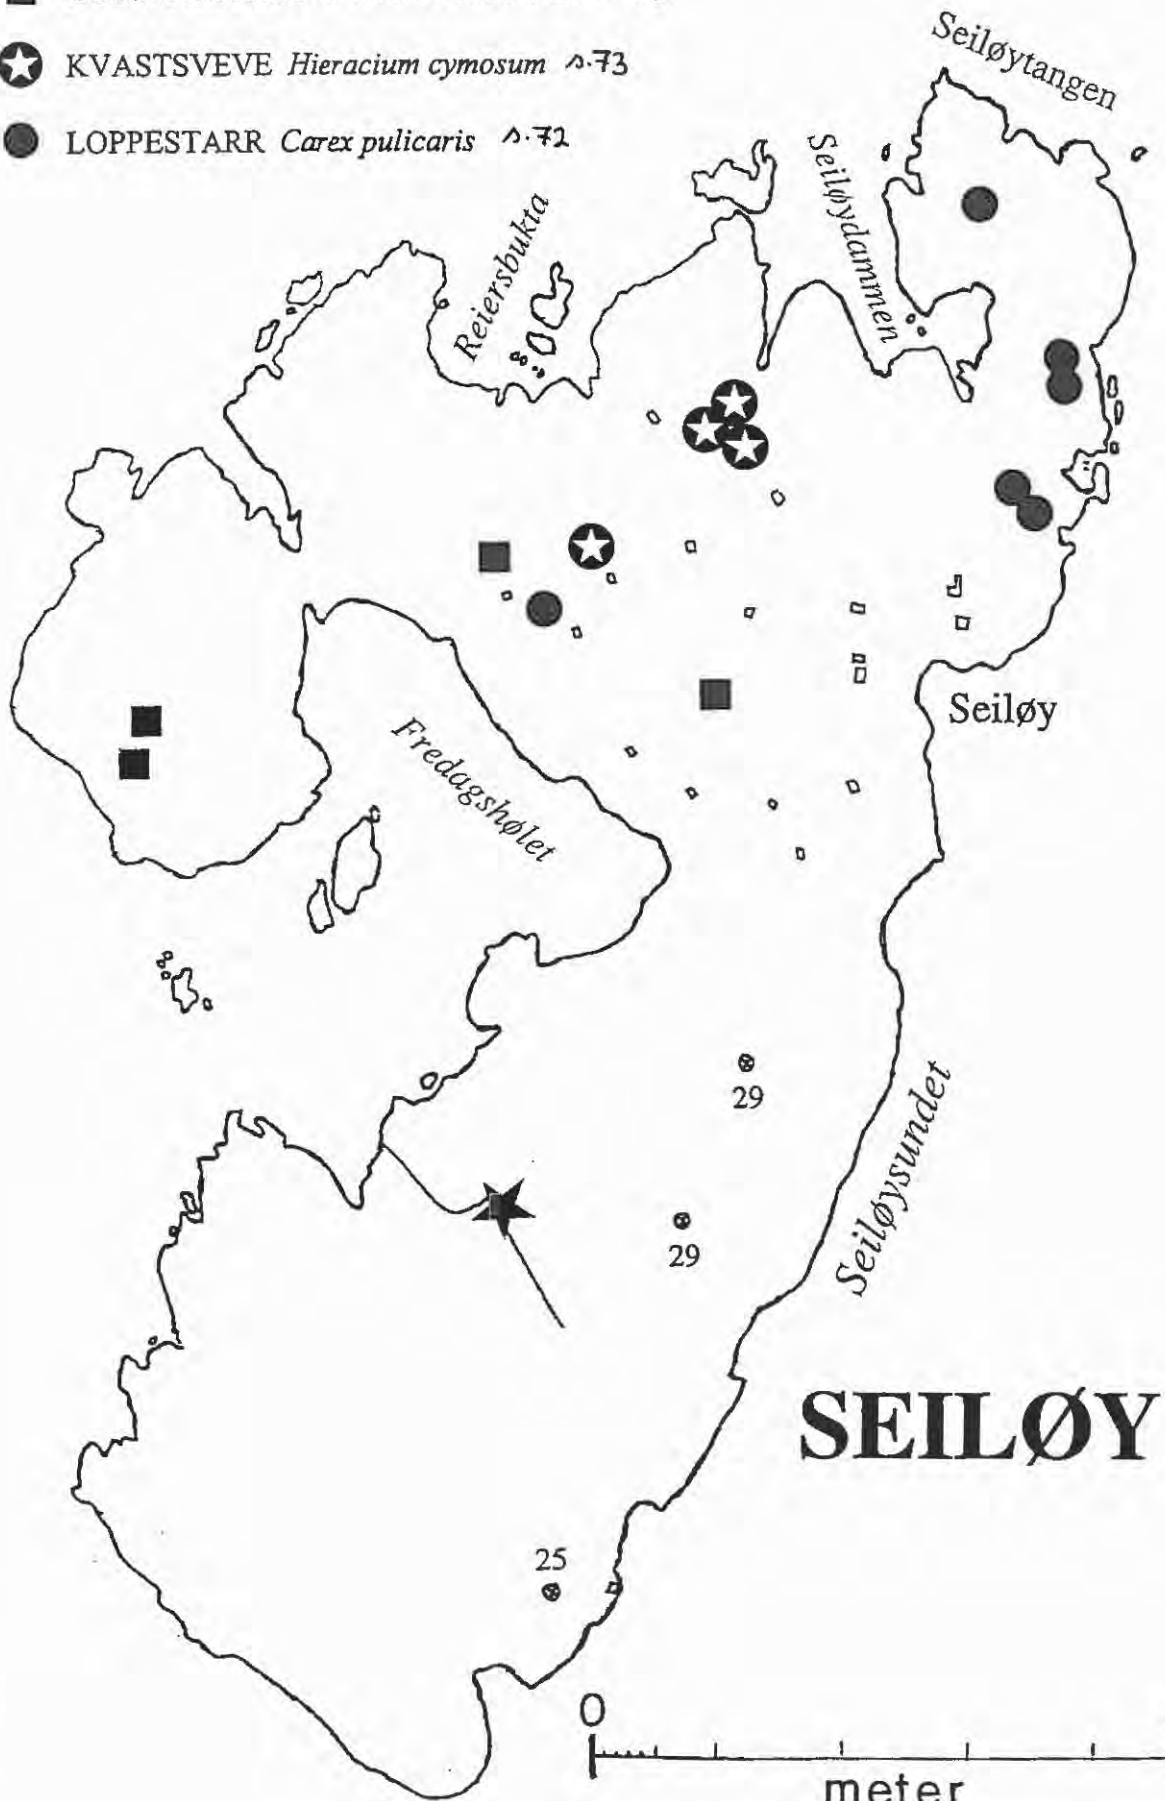 KVASTSVEVE Hieracium cymosum s.73
LOPPESTARR Carex pulicaris s.72
Seiløytangen
Seiløydammen
Reiersbukta
Seiløy
Fredagshølet
29
Seiløysundet
29
SEILØY
25
0
meter